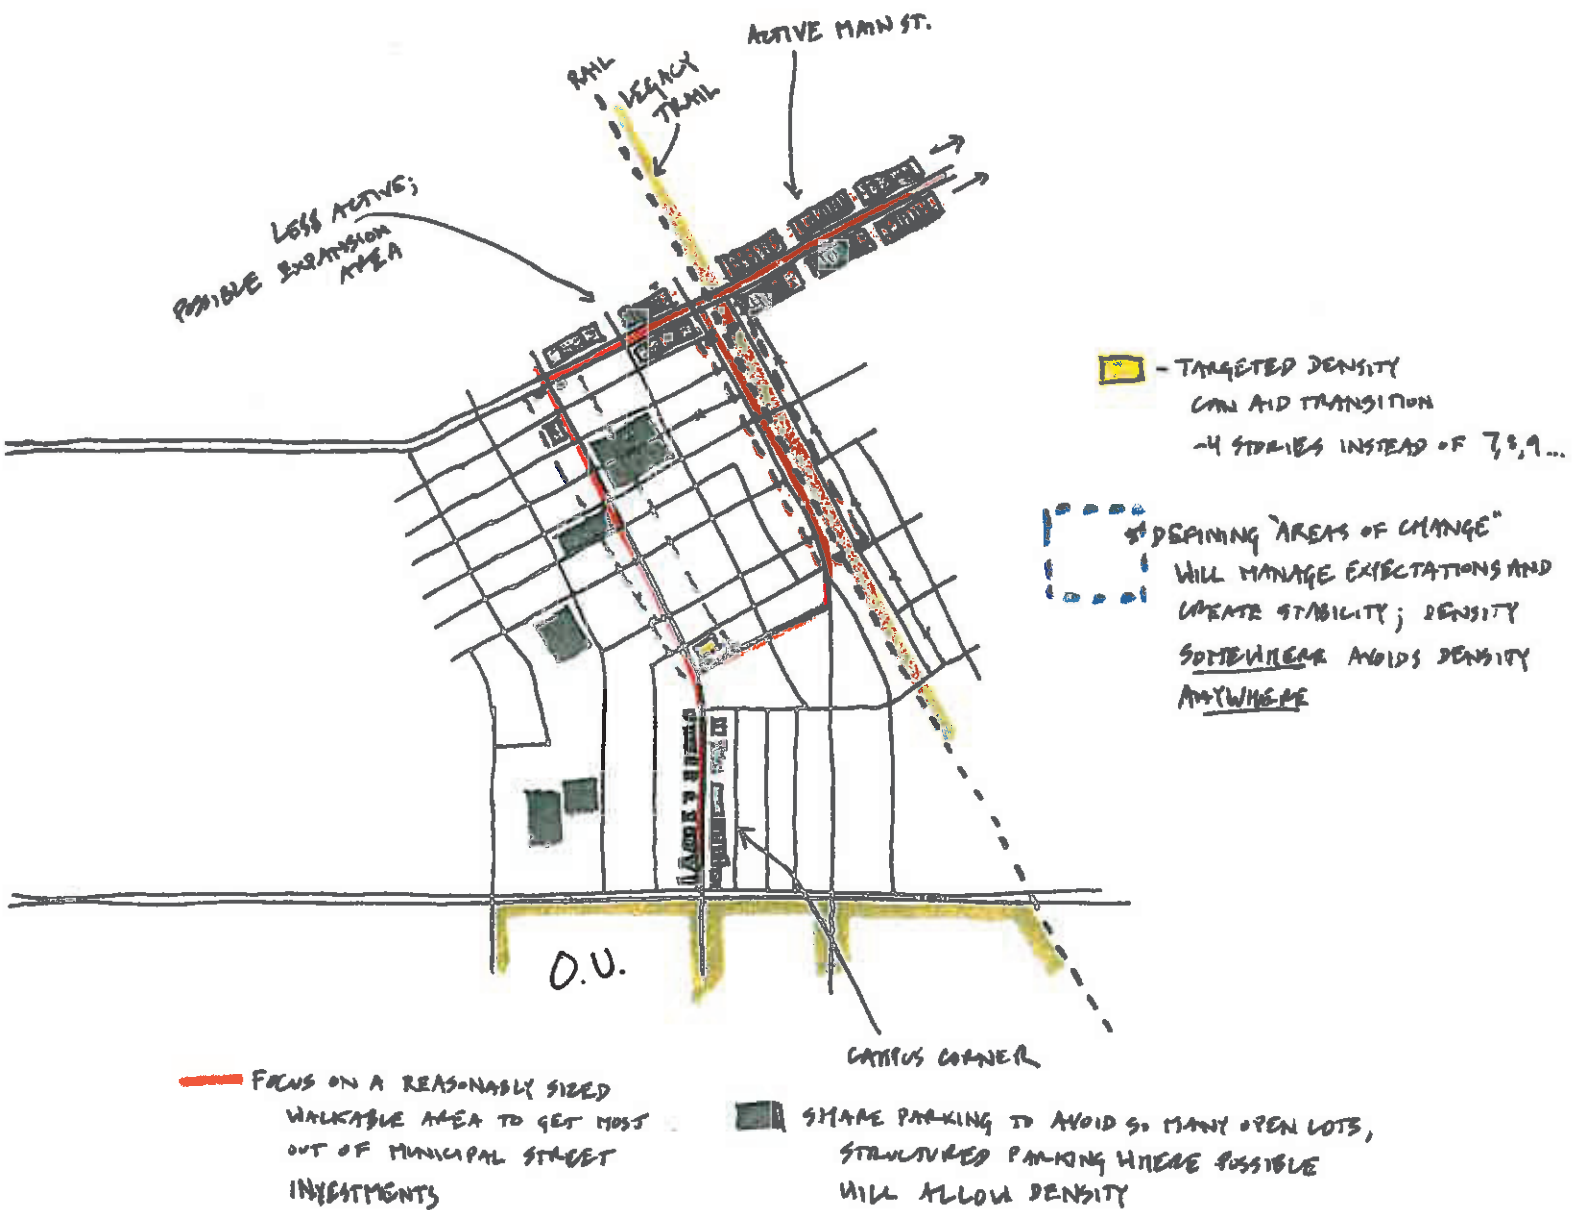 ACTIVE MAIN ST.
RAIL
LEGACY
TRAIL
LESS ACTIVE;
POSSIBLE EXPANSION
AREA
- TARGETED DENSITY
CAN AID TRANSITION
-4 STORIES INSTEAD OF 7,8,9...
DEFINING "AREAS OF CHANGE"
WILL MANAGE EXPECTATIONS AND
CREATE STABILITY; DENSITY
SOMEWHERE AVOIDS DENSITY
ANYWHERE
O.U.
CAMPUS CORNER
FOCUS ON A REASONABLY SIZED
WALKABLE AREA TO GET MOST
OUT OF MUNICIPAL STREET
INVESTMENTS
SHARE PARKING TO AVOID SO MANY OPEN LOTS,
STRUCTURED PARKING WHERE POSSIBLE
WILL ALLOW DENSITY